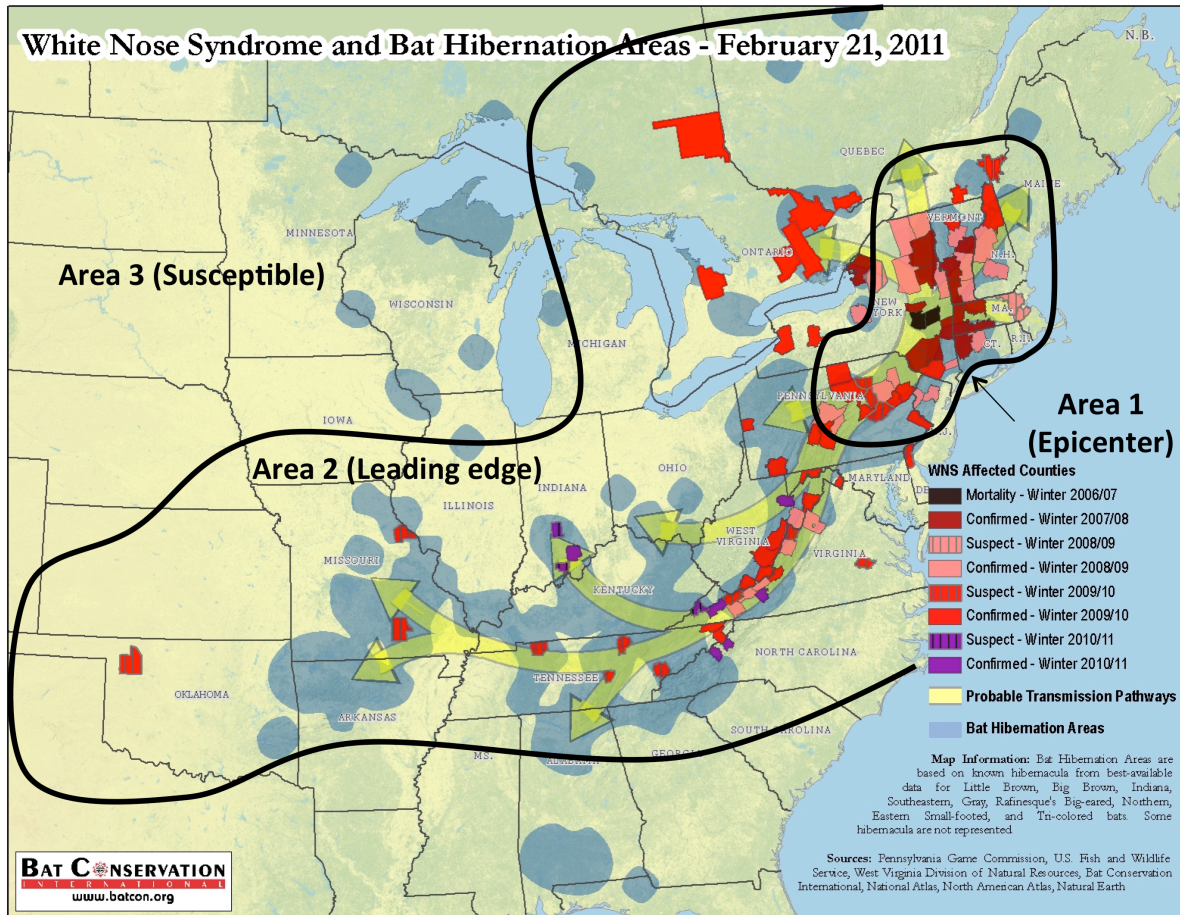 White Nose Syndrome and Bat Hibernation Areas - February 21, 2011
N.B.
QUEBEC
MAINE
VERMONT
MINNESOTA
ONTARIO
N.H.
Area 3 (Susceptible)
WISCONSIN
NEW
YORK
MA.
MICHIGAN
CT.
R.I.
PENNSYLVANIA
Area 1
(Epicenter)
IOWA
N.J.
Area 2 (Leading edge)
OHIO
INDIANA
ILLINOIS
MARYLAND
DE
WEST
VIRGINIA
VIRGINIA
MISSOURI
KENTUCKY
NORTH CAROLINA
TENNESSEE
OKLAHOMA
ARKANSAS
SOUTH CAROLINA
MS.
ALABAMA
GEORGIA
WNS Affected Counties
Mortality - Winter 2006/07
Confirmed - Winter 2007/08
Suspect - Winter 2008/09
Confirmed - Winter 2008/09
Suspect - Winter 2009/10
Confirmed - Winter 2009/10
Suspect - Winter 2010/11
Confirmed - Winter 2010/11
Probable Transmission Pathways
Bat Hibernation Areas
Map Information: Bat Hibernation Areas are
based on known hibernacula from best-available
data for Little Brown, Big Brown, Indiana,
Southeastern, Gray, Rafinesque's Big-eared, Northern,
Eastern Small-footed, and Tri-colored bats. Some
hibernacula are not represented
Sources: Pennsylvania Game Commission, U.S. Fish and Wildlife
Service, West Virginia Division of Natural Resources, Bat Conservation
International, National Atlas, North American Atlas, Natural Earth
BAT CONSERVATION
INTERNATIONAL
www.batcon.org